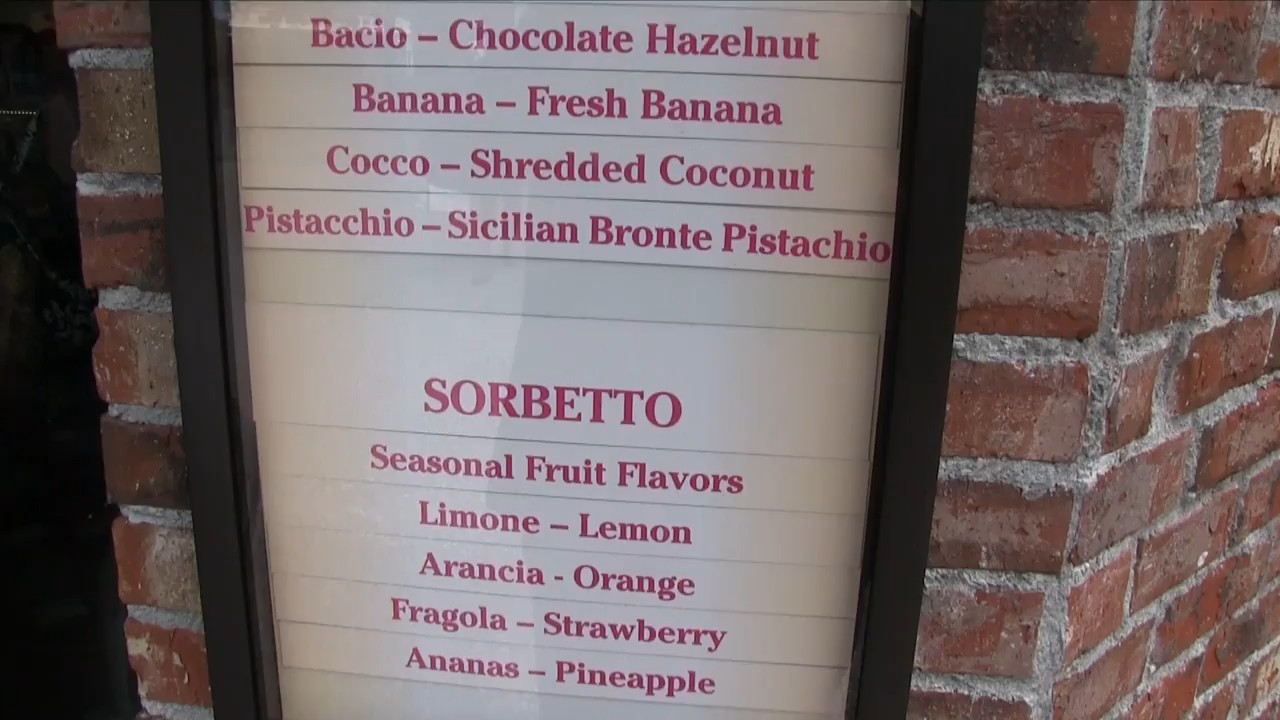 Bacio – Chocolate Hazelnut
Banana – Fresh Banana
Cocco – Shredded Coconut
Pistacchio – Sicilian Bronte Pistachio
SORBETTO
Seasonal Fruit Flavors
Limone – Lemon
Arancia - Orange
Fragola – Strawberry
Ananas – Pineapple